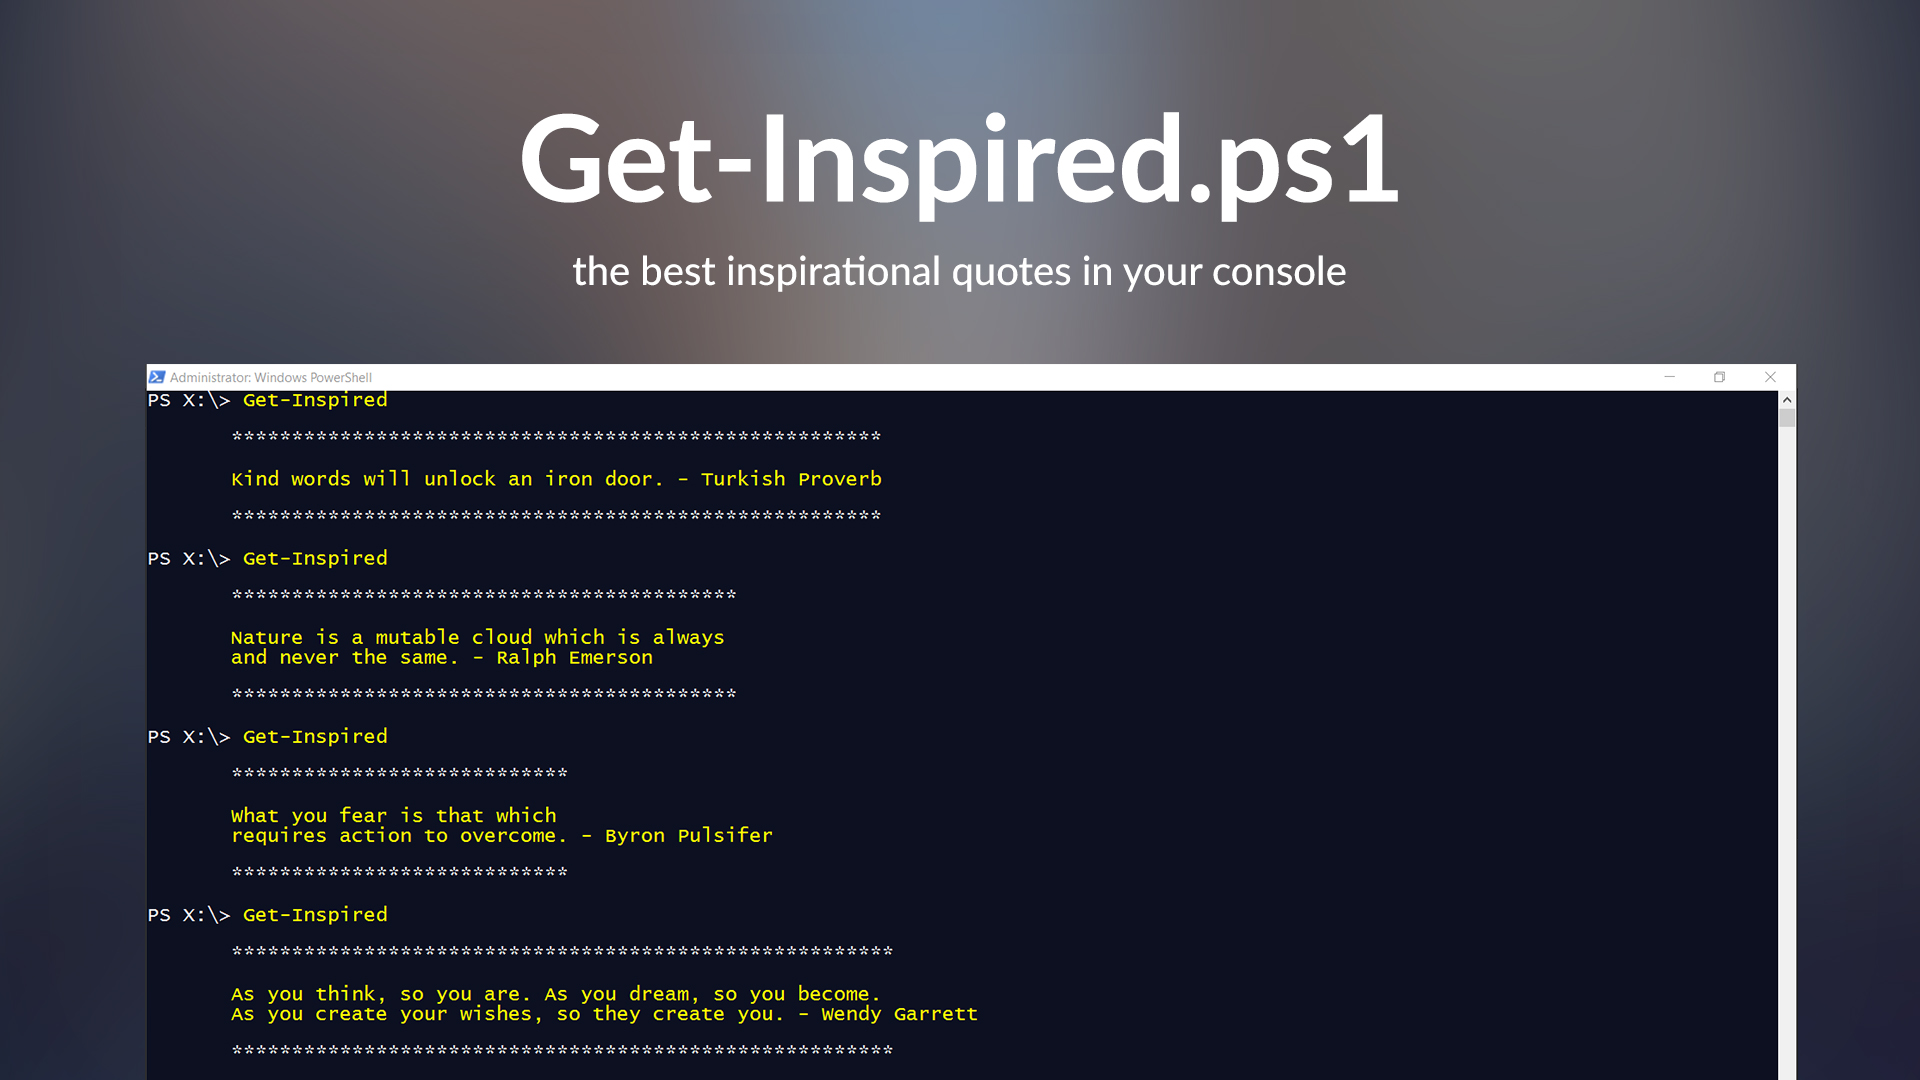 Get-Inspired.ps1
the best inspirational quotes in your console
Administrator: Windows PowerShell
PS X:\> Get-Inspired
******************************************************
Kind words will unlock an iron door. - Turkish Proverb
******************************************************
PS X:\> Get-Inspired
******************************************
Nature is a mutable cloud which is always
and never the same. - Ralph Emerson
******************************************
PS X:\> Get-Inspired
****************************
What you fear is that which
requires action to overcome. - Byron Pulsifer
****************************
PS X:\> Get-Inspired
*******************************************************
As you think, so you are. As you dream, so you become.
As you create your wishes, so they create you. - Wendy Garrett
*******************************************************